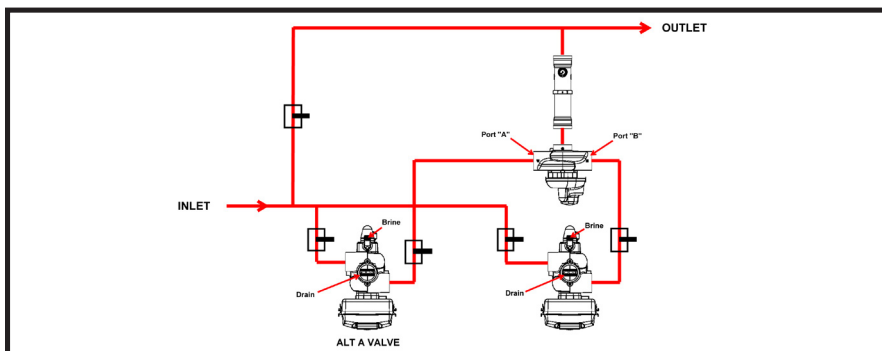 OUTLET
Port "A"
Port "B"
INLET
Brine
Brine
Drain
Drain
ALT A VALVE